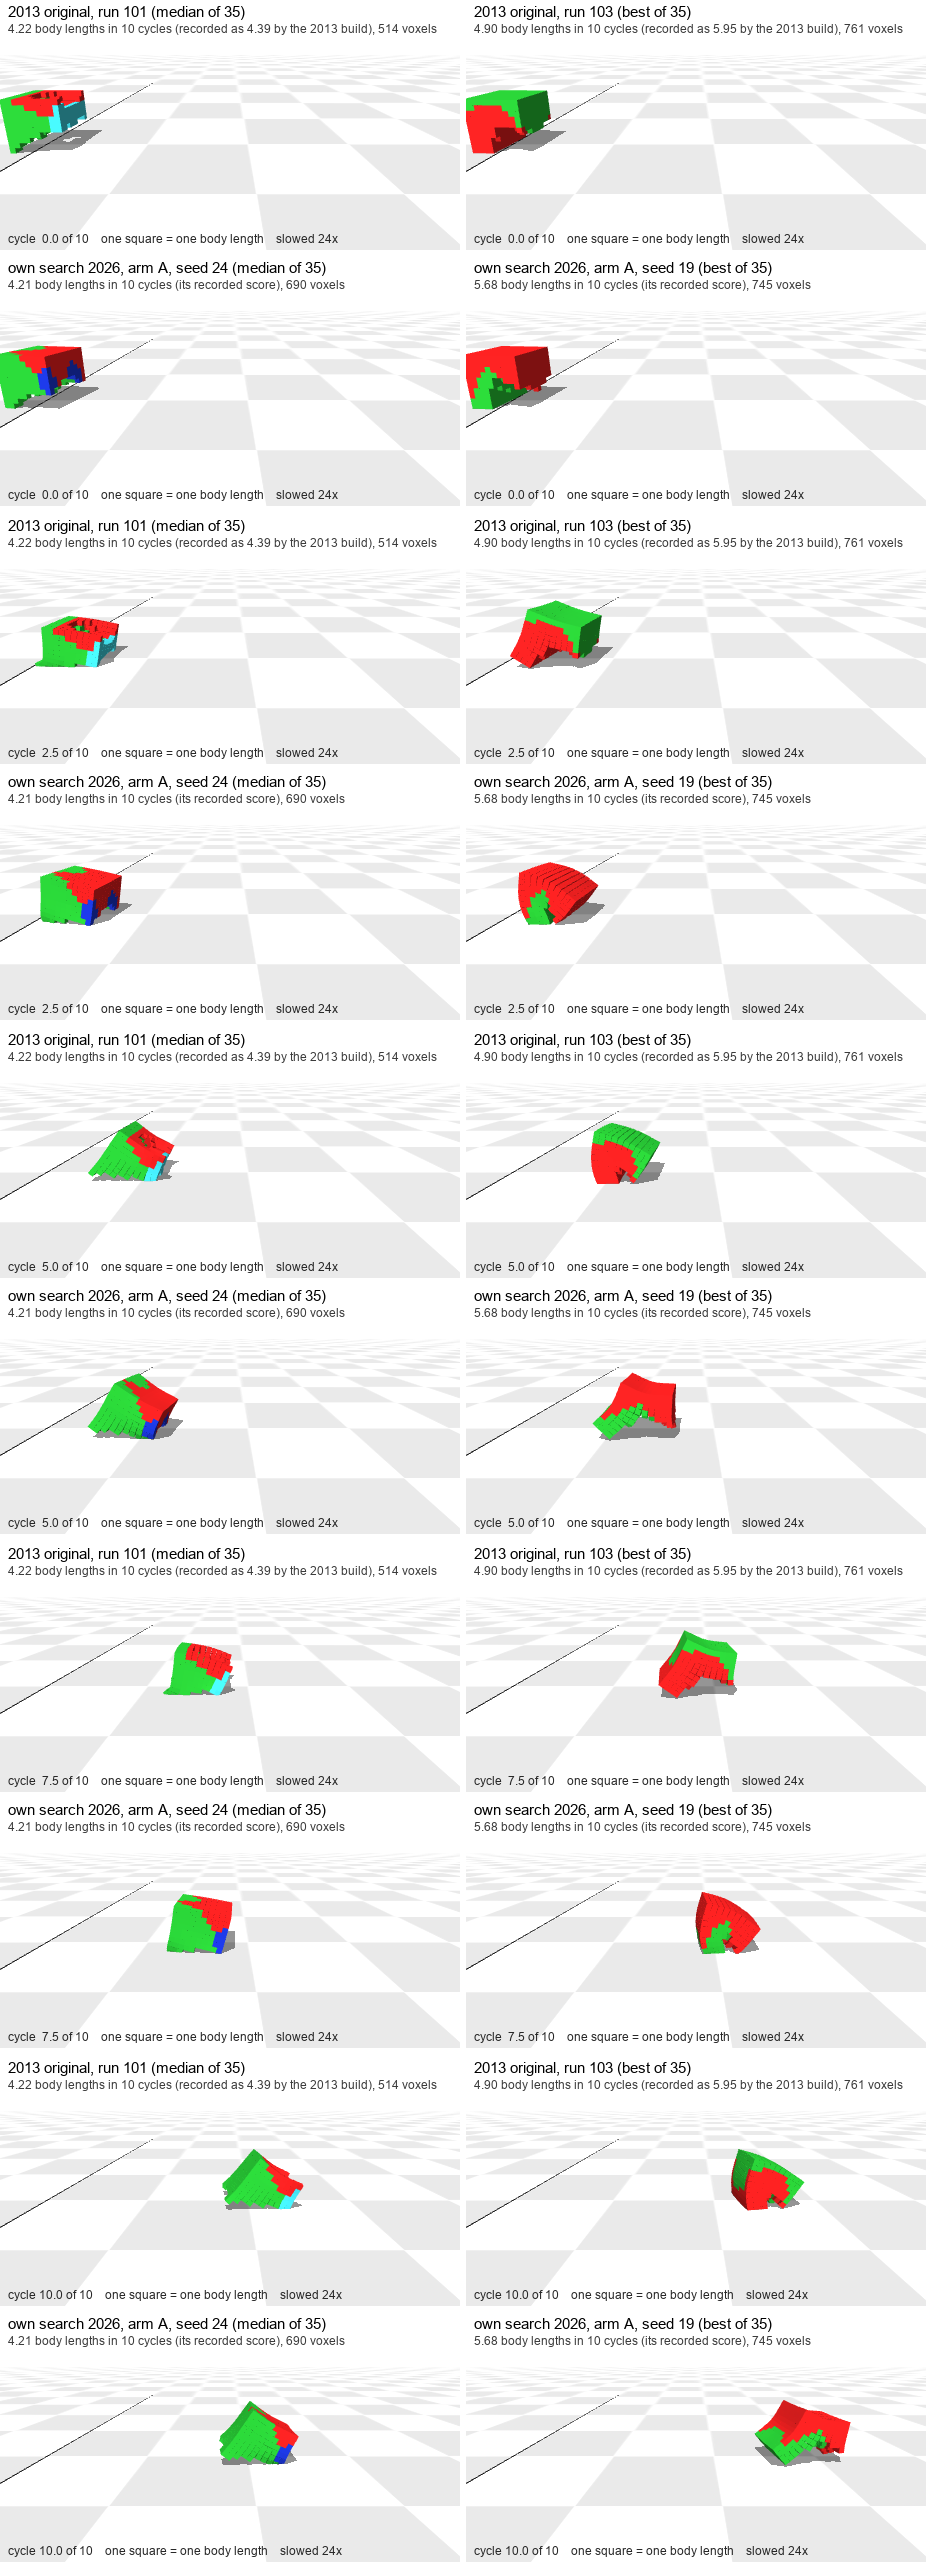 2013 original, run 101 (median of 35)
4.22 body lengths in 10 cycles (recorded as 4.39 by the 2013 build), 514 voxels
2013 original, run 103 (best of 35)
4.90 body lengths in 10 cycles (recorded as 5.95 by the 2013 build), 761 voxels
cycle 0.0 of 10 one square = one body length slowed 24x
cycle 0.0 of 10 one square = one body length slowed 24x
own search 2026, arm A, seed 24 (median of 35)
4.21 body lengths in 10 cycles (its recorded score), 690 voxels
own search 2026, arm A, seed 19 (best of 35)
5.68 body lengths in 10 cycles (its recorded score), 745 voxels
cycle 0.0 of 10 one square = one body length slowed 24x
cycle 0.0 of 10 one square = one body length slowed 24x
2013 original, run 101 (median of 35)
4.22 body lengths in 10 cycles (recorded as 4.39 by the 2013 build), 514 voxels
2013 original, run 103 (best of 35)
4.90 body lengths in 10 cycles (recorded as 5.95 by the 2013 build), 761 voxels
cycle 2.5 of 10 one square = one body length slowed 24x
cycle 2.5 of 10 one square = one body length slowed 24x
own search 2026, arm A, seed 24 (median of 35)
4.21 body lengths in 10 cycles (its recorded score), 690 voxels
own search 2026, arm A, seed 19 (best of 35)
5.68 body lengths in 10 cycles (its recorded score), 745 voxels
cycle 2.5 of 10 one square = one body length slowed 24x
cycle 2.5 of 10 one square = one body length slowed 24x
2013 original, run 101 (median of 35)
4.22 body lengths in 10 cycles (recorded as 4.39 by the 2013 build), 514 voxels
2013 original, run 103 (best of 35)
4.90 body lengths in 10 cycles (recorded as 5.95 by the 2013 build), 761 voxels
cycle 5.0 of 10 one square = one body length slowed 24x
cycle 5.0 of 10 one square = one body length slowed 24x
own search 2026, arm A, seed 24 (median of 35)
4.21 body lengths in 10 cycles (its recorded score), 690 voxels
own search 2026, arm A, seed 19 (best of 35)
5.68 body lengths in 10 cycles (its recorded score), 745 voxels
cycle 5.0 of 10 one square = one body length slowed 24x
cycle 5.0 of 10 one square = one body length slowed 24x
2013 original, run 101 (median of 35)
4.22 body lengths in 10 cycles (recorded as 4.39 by the 2013 build), 514 voxels
2013 original, run 103 (best of 35)
4.90 body lengths in 10 cycles (recorded as 5.95 by the 2013 build), 761 voxels
cycle 7.5 of 10 one square = one body length slowed 24x
cycle 7.5 of 10 one square = one body length slowed 24x
own search 2026, arm A, seed 24 (median of 35)
4.21 body lengths in 10 cycles (its recorded score), 690 voxels
own search 2026, arm A, seed 19 (best of 35)
5.68 body lengths in 10 cycles (its recorded score), 745 voxels
cycle 7.5 of 10 one square = one body length slowed 24x
cycle 7.5 of 10 one square = one body length slowed 24x
2013 original, run 101 (median of 35)
4.22 body lengths in 10 cycles (recorded as 4.39 by the 2013 build), 514 voxels
2013 original, run 103 (best of 35)
4.90 body lengths in 10 cycles (recorded as 5.95 by the 2013 build), 761 voxels
cycle 10.0 of 10 one square = one body length slowed 24x
cycle 10.0 of 10 one square = one body length slowed 24x
own search 2026, arm A, seed 24 (median of 35)
4.21 body lengths in 10 cycles (its recorded score), 690 voxels
own search 2026, arm A, seed 19 (best of 35)
5.68 body lengths in 10 cycles (its recorded score), 745 voxels
cycle 10.0 of 10 one square = one body length slowed 24x
cycle 10.0 of 10 one square = one body length slowed 24x